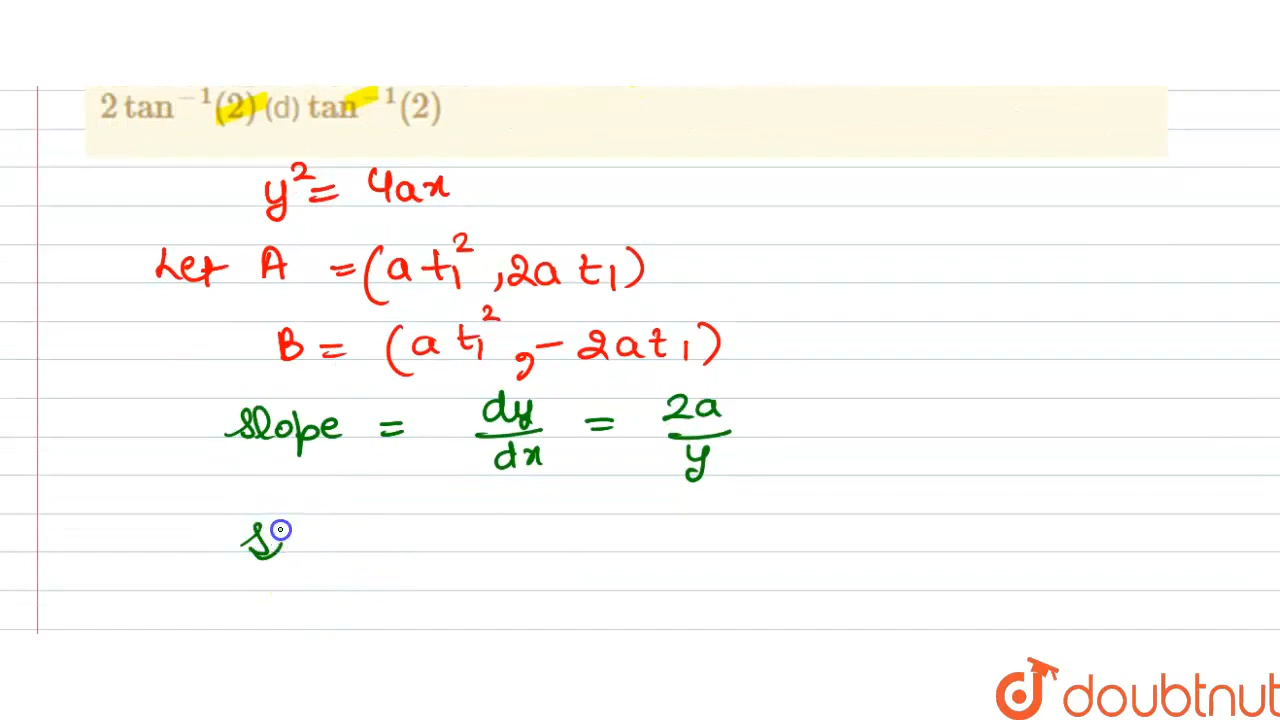 2 tan⁻¹(2) (d) tan⁻¹(2)
y² = 4ax
Let A = (at₁², 2at₁)
B = (at₁², -2at₁)
Slope = dy/dx = 2a/y
S
doubtnut